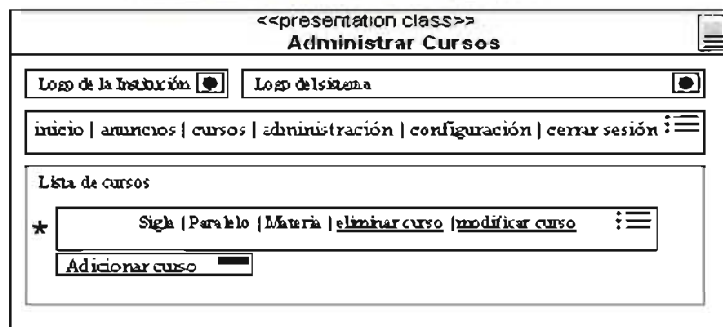 <<presentation class>>
Administrar Cursos
Logo de la Institución
Logo del sistema
inicio | anuncios | cursos | administración | configuración | cerrar sesión
Lista de cursos
* Sigla | Paralelo | Materia | eliminar curso | modificar curso
Adicionar curso